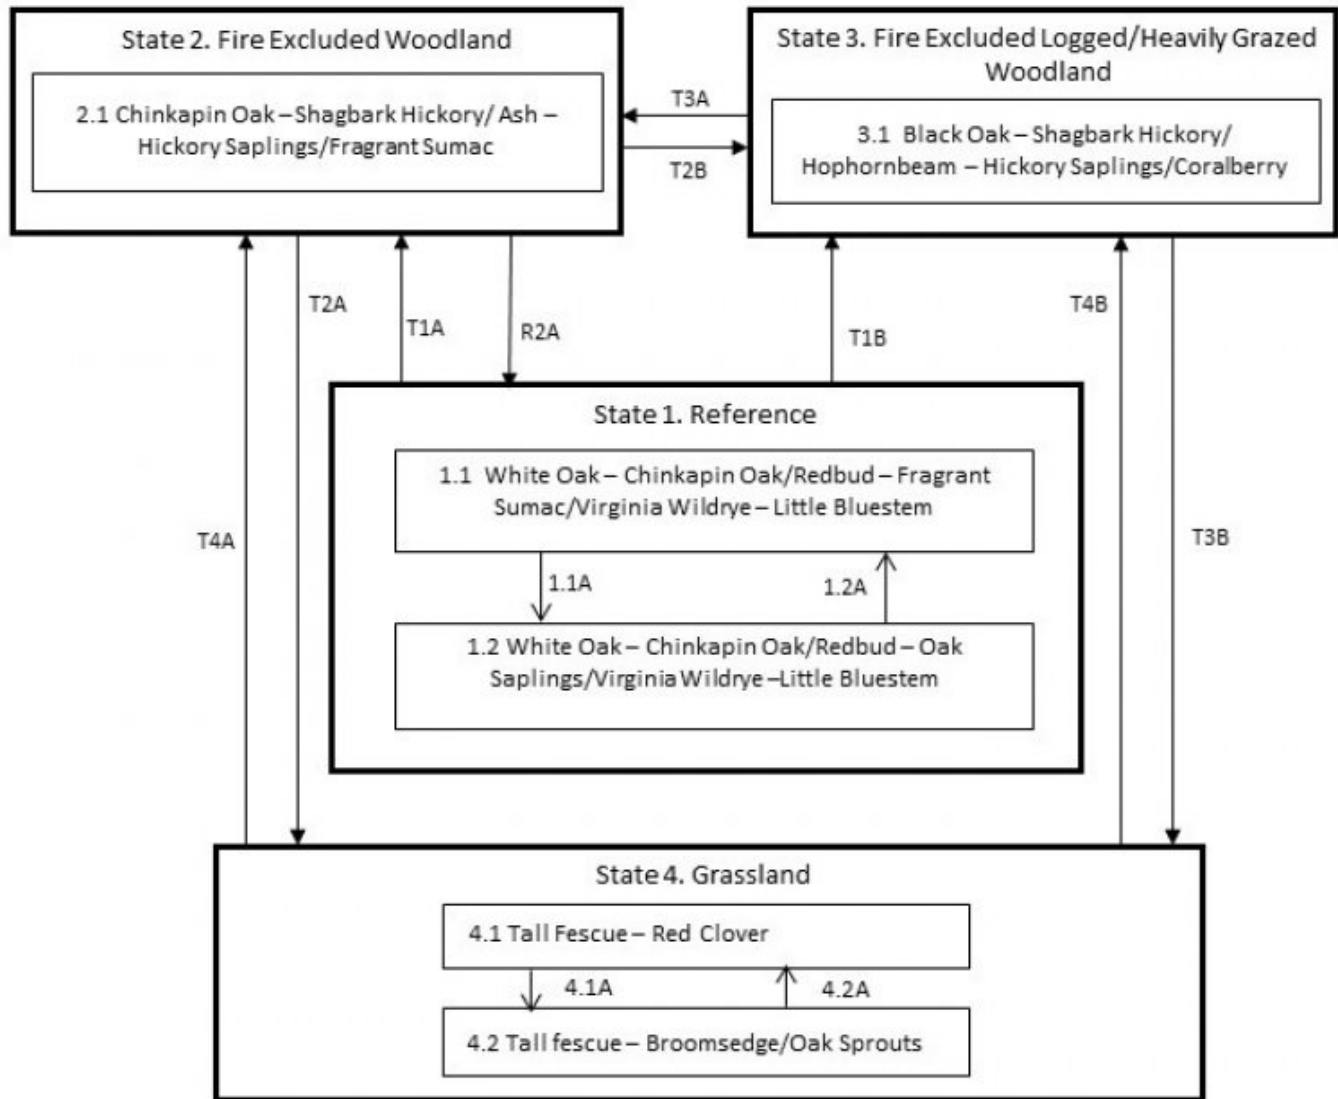 State 2. Fire Excluded Woodland
2.1 Chinkapin Oak – Shagbark Hickory/ Ash –
Hickory Saplings/Fragrant Sumac
State 3. Fire Excluded Logged/Heavily Grazed
Woodland
3.1 Black Oak – Shagbark Hickory/
Hophornbeam – Hickory Saplings/Coralberry
T3A
T2B
T2A
T1A
R2A
T1B
T4B
T4A
T3B
State 1. Reference
1.1 White Oak – Chinkapin Oak/Redbud – Fragrant
Sumac/Virginia Wildrye – Little Bluestem
1.1A
1.2A
1.2 White Oak – Chinkapin Oak/Redbud – Oak
Saplings/Virginia Wildrye –Little Bluestem
State 4. Grassland
4.1 Tall Fescue – Red Clover
4.1A
4.2A
4.2 Tall fescue – Broomsedge/Oak Sprouts